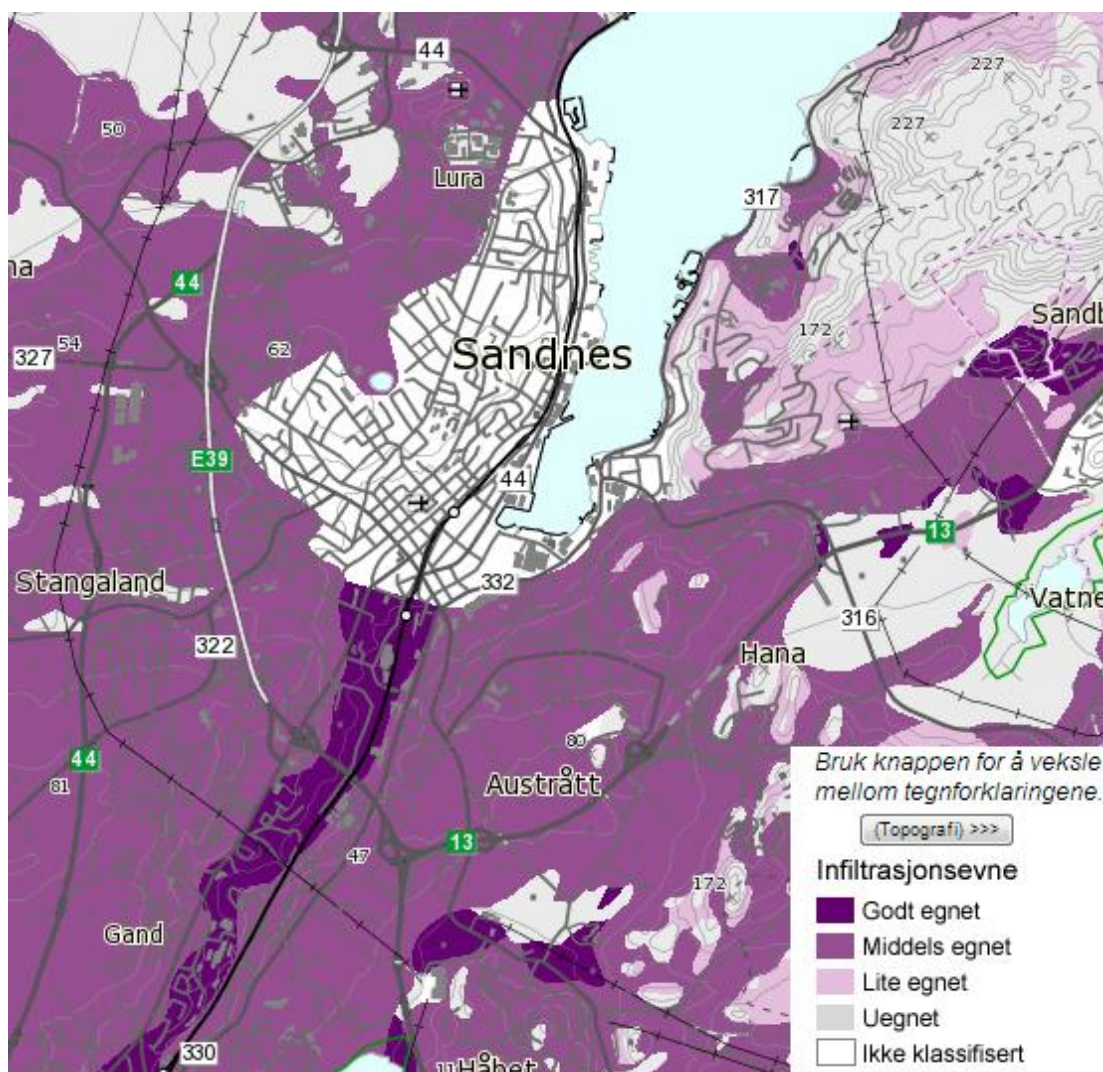 44
50
Lura
227
227
317
na
44
Sandb
327
54
62
172
Sandnes
E39
44
13
Stangaland
332
Vatne
322
316
Hana
44
80
81
Austrått
13
47
172
Gand
330
Håbet
Bruk knappen for å veksle
mellom tegnforklaringene.
(Topografi) >>>
Infiltrasjonsevne
Godt egnet
Middels egnet
Lite egnet
Uegnet
Ikke klassifisert